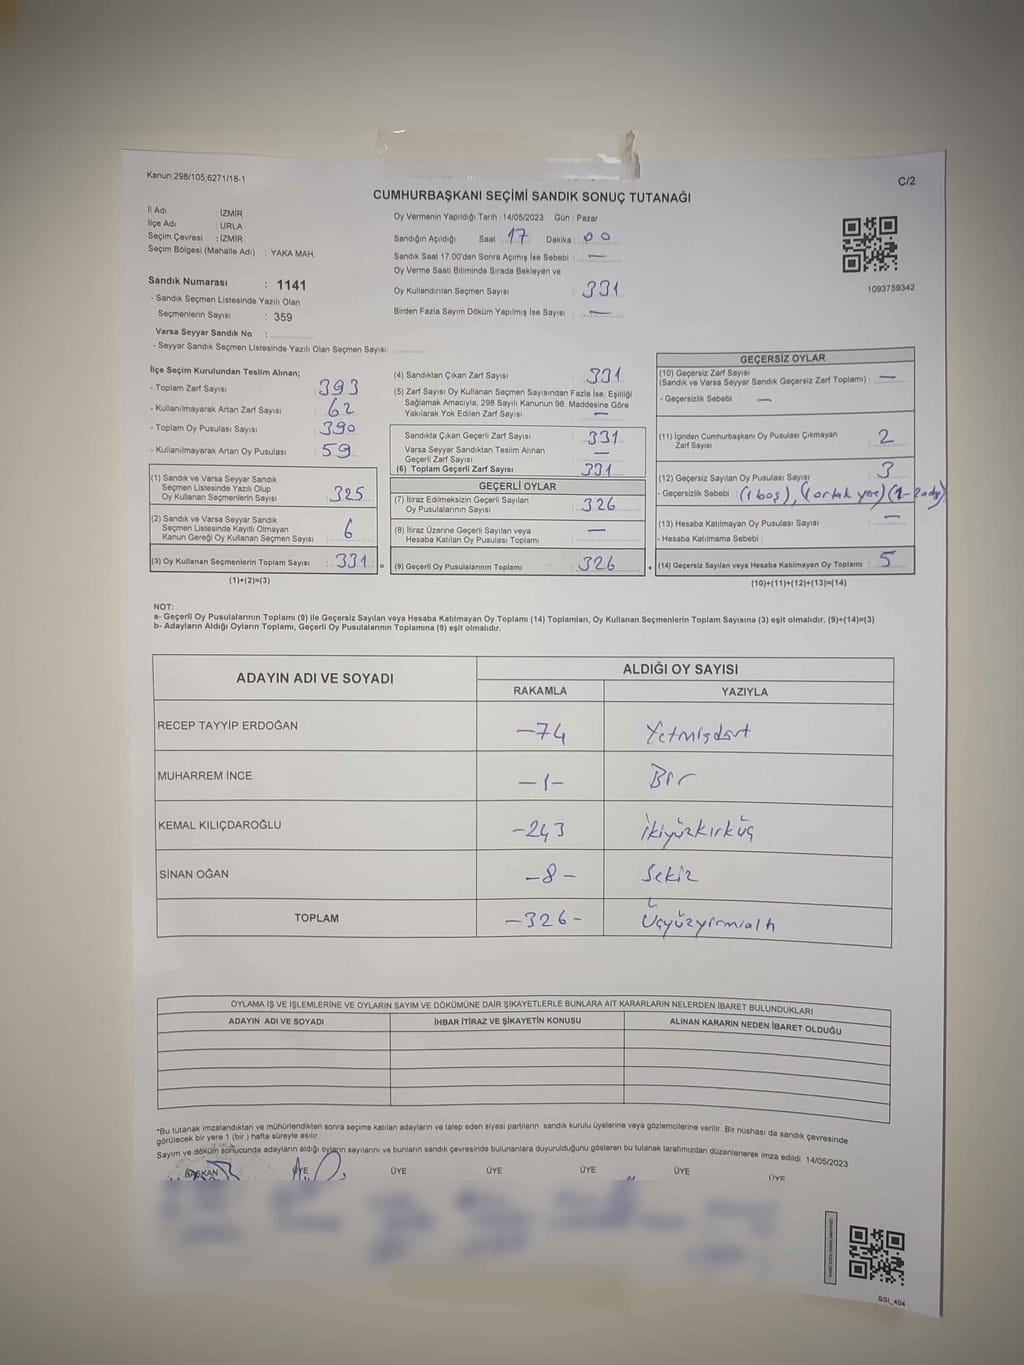 Kanun:298/105;6271/18-1
C/2
CUMHURBAŞKANI SEÇİMİ SANDIK SONUÇ TUTANAĞI
İl Adı : İZMİR
İlçe Adı : URLA
Seçim Çevresi : İZMİR
Seçim Bölgesi (Mahalle Adı) : YAKA MAH.
Sandık Numarası : 1141
- Sandık Seçmen Listesinde Yazılı Olan
Seçmenlerin Sayısı : 359
Varsa Seyyar Sandık No :
- Seyyar Sandık Seçmen Listesinde Yazılı Olan Seçmen Sayısı:
Oy Vermenin Yapıldığı Tarih : 14/05/2023 Gün : Pazar
Sandığın Açıldığı Saat : 17 Dakika : 00
Sandık Saat 17.00'den Sonra Açımış İse Sebebi : —
Oy Verme Saati Bitiminde Sırada Bekleyen ve
Oy Kullandırılan Seçmen Sayısı : 331
Birden Fazla Sayım Döküm Yapılmış İse Sayısı : —
1093759342
İlçe Seçim Kurulundan Teslim Alınan;
- Toplam Zarf Sayısı : 393
- Kullanılmayarak Artan Zarf Sayısı : 62
- Toplam Oy Pusulası Sayısı : 390
- Kullanılmayarak Artan Oy Pusulası : 59
(1) Sandık ve Varsa Seyyar Sandık
Seçmen Listesinde Yazılı Olup
Oy Kullanan Seçmenlerin Sayısı : 325
(2) Sandık ve Varsa Seyyar Sandık
Seçmen Listesinde Kayıtlı Olmayan
Kanun Gereği Oy Kullanan Seçmen Sayısı : 6
(3) Oy Kullanan Seçmenlerin Toplam Sayısı : 331 =
(1)+(2)=(3)
(4) Sandıktan Çıkan Zarf Sayısı : 331
(5) Zarf Sayısı Oy Kullanan Seçmen Sayısından Fazla İse, Eşitliği
Sağlamak Amacıyla; 298 Sayılı Kanunun 98. Maddesine Göre
Yakılarak Yok Edilen Zarf Sayısı : —
Sandıkta Çıkan Geçerli Zarf Sayısı : 331
Varsa Seyyar Sandıktan Teslim Alınan
Geçerli Zarf Sayısı : —
(6) Toplam Geçerli Zarf Sayısı : 331
GEÇERLİ OYLAR
(7) İtiraz Edilmeksizin Geçerli Sayılan
Oy Pusulalarının Sayısı : 326
(8) İtiraz Üzerine Geçerli Sayılan veya
Hesaba Katılan Oy Pusulası Toplamı : —
(9) Geçerli Oy Pusulalarının Toplamı : 326 +
GEÇERSİZ OYLAR
(10) Geçersiz Zarf Sayısı
(Sandık ve Varsa Seyyar Sandık Geçersiz Zarf Toplamı) : —
- Geçersizlik Sebebi : —
(11) İçinden Cumhurbaşkanı Oy Pusulası Çıkmayan
Zarf Sayısı : 2
(12) Geçersiz Sayılan Oy Pusulası Sayısı : 3
- Geçersizlik Sebebi : (1 boş), (1 ortak yer)
(13) Hesaba Katılmayan Oy Pusulası Sayısı : —
- Hesaba Katılmama Sebebi :
(14) Geçersiz Sayılan veya Hesaba Katılmayan Oy Toplamı : 5
(10)+(11)+(12)+(13)=(14)
NOT:
a- Geçerli Oy Pusulalarının Toplamı (9) ile Geçersiz Sayılan veya Hesaba Katılmayan Oy Toplamı (14) Toplamları, Oy Kullanan Seçmenlerin Toplam Sayısına (3) eşit olmalıdır. (9)+(14)=(3)
b- Adayların Aldığı Oyların Toplamı, Geçerli Oy Pusulalarının Toplamına (9) eşit olmalıdır.
ADAYIN ADI VE SOYADI ALDIĞI OY SAYISI
RAKAMLA YAZIYLA
RECEP TAYYİP ERDOĞAN -74 Yetmişdört
MUHARREM İNCE -1- Bir
KEMAL KILIÇDAROĞLU -243 ikiyüzkırküç
SİNAN OĞAN -8- Sekiz
TOPLAM -326- Üçyüzyirmialtı
OYLAMA İŞ VE İŞLEMLERİNE VE OYLARIN SAYIM VE DÖKÜMÜNE DAİR ŞİKAYETLERLE BUNLARA AİT KARARLARIN NELERDEN İBARET BULUNDUKLARI
ADAYIN ADI VE SOYADI İHBAR İTİRAZ VE ŞİKAYETİN KONUSU ALINAN KARARIN NEDEN İBARET OLDUĞU
"Bu tutanak imzalandıktan ve mühürlendikten sonra seçime katılan adayların ve talep eden siyasi partilerin sandık kurulu üyelerine veya gözlemcilerine verilir. Bir nüshası da sandık çevresinde
görülecek bir yere 1 (bir) hafta süreyle asılır.
Sayım ve döküm sonucunda adayların aldığı oyların sayılarını ve bunların sandık çevresinde bulunanlara duyurulduğunu gösteren bu tutanak tarafımızdan düzenlenerek imza edildi. 14/05/2023
BAŞKAN ÜYE ÜYE ÜYE ÜYE ÜYE ÜYE
SSİ_404